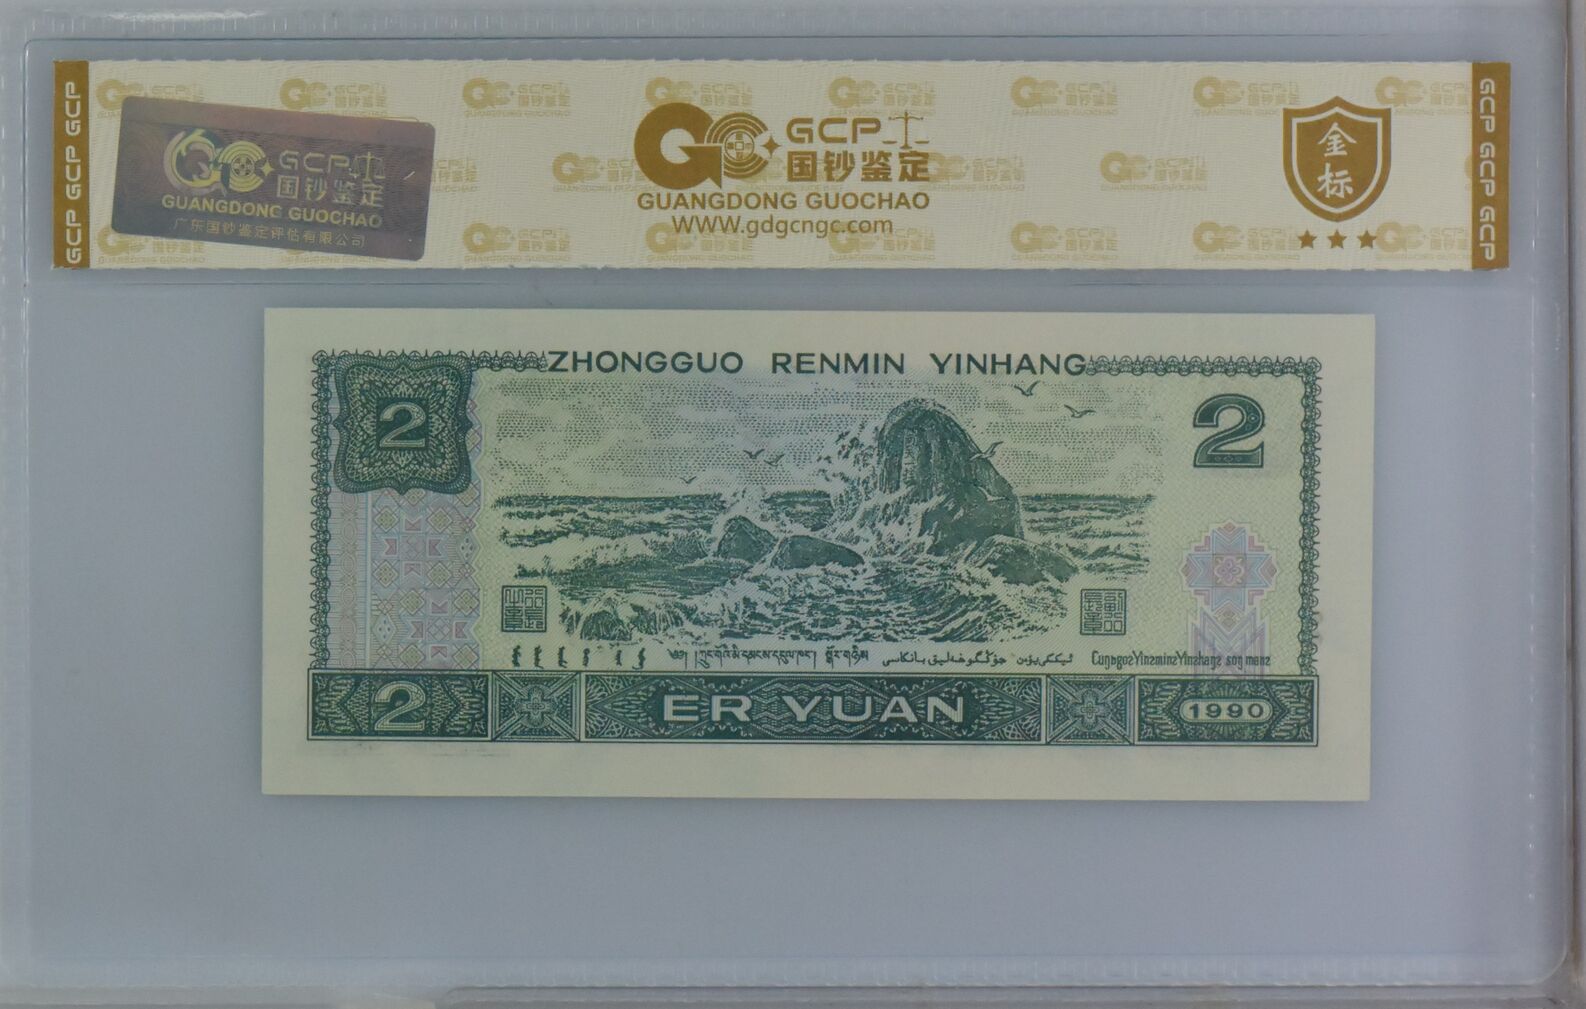 GCP GCP GCP
GCP
国钞鉴定
GUANGDONG GUOCHAO
广东国钞鉴定评估有限公司
GCP
国钞鉴定
GUANGDONG GUOCHAO
WWW.gdgcngc.com
金标
GCP GCP GCP
ZHONGGUO RENMIN YINHANG
2
2
2
ER YUAN
1990